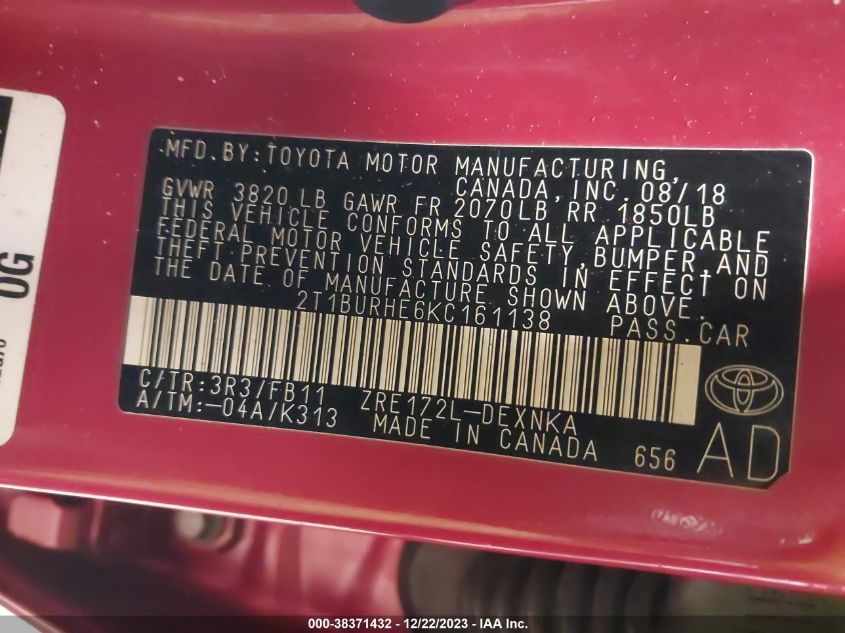 MFD. BY: TOYOTA MOTOR MANUFACTURING,
CANADA, INC. 08/18
GVWR 3820 LB GAWR FR 2070LB RR 1850LB
THIS VEHICLE CONFORMS TO ALL APPLICABLE
FEDERAL MOTOR VEHICLE SAFETY, BUMPER, AND
THEFT PREVENTION STANDARDS IN EFFECT ON
THE DATE OF MANUFACTURE SHOWN ABOVE.
2T1BURHE6KC161138 PASS. CAR
C/TR: 3R3/FB11 ZRE172L-DEXNKA
A/TM: -04A/K313 MADE IN CANADA 656
AD
OG
000-38371432 - 12/22/2023 - IAA Inc.